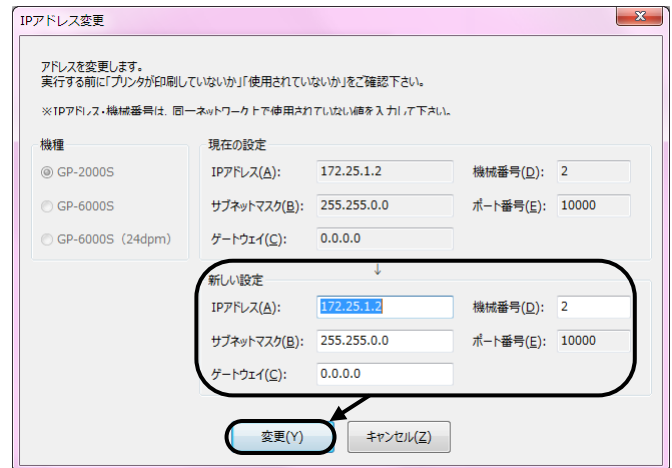 IPアドレス変更
アドレスを変更します。
実行する前に「プリンタが印刷していないか」「使用されていないか」をご確認下さい。
※IPアドレス・機械番号は、同一ネットワーク上で使用されていない値を入力して下さい。
機種
GP-2000S
GP-6000S
GP-6000S（24dpm）
現在の設定
IPアドレス(A): 172.25.1.2 機械番号(D): 2
サブネットマスク(B): 255.255.0.0 ポート番号(E): 10000
ゲートウェイ(C): 0.0.0.0
↓
新しい設定
IPアドレス(A): 172.25.1.2 機械番号(D): 2
サブネットマスク(B): 255.255.0.0 ポート番号(E): 10000
ゲートウェイ(C): 0.0.0.0
変更(Y) キャンセル(Z)